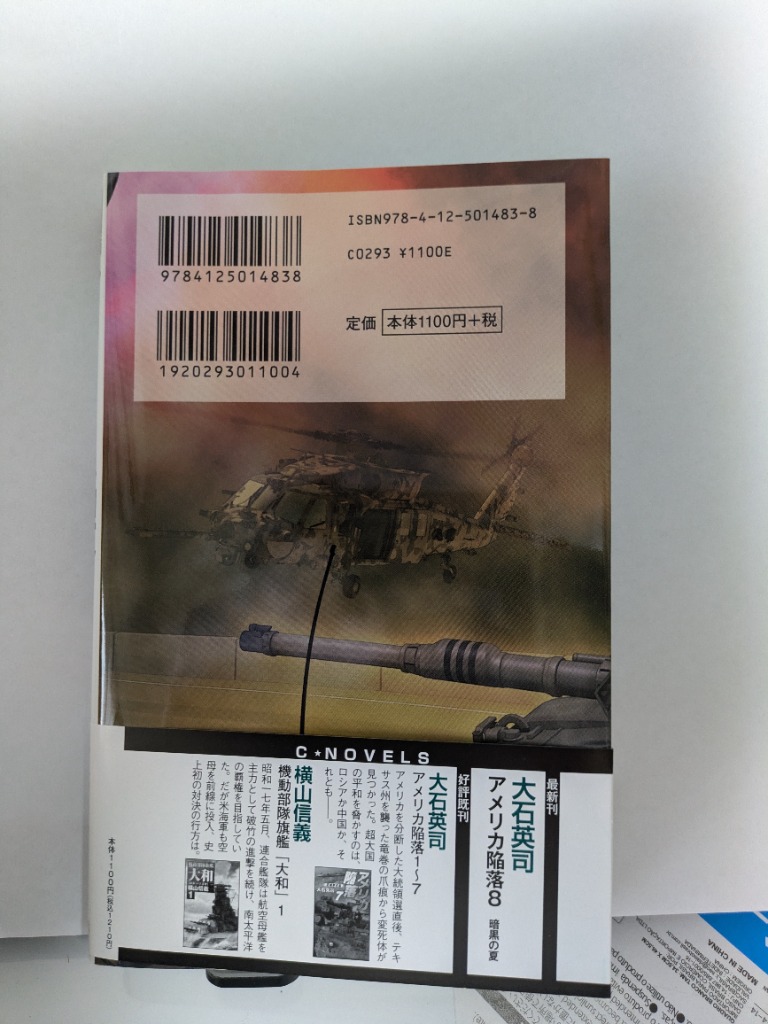 ISBN978-4-12-501483-8
C0293 ¥1100E
9784125014838
定価 本体1100円+税
1920293011004
C★NOVELS
最新刊
大石英司
アメリカ陥落8 暗黒の夏
好評既刊
大石英司
アメリカ陥落1〜7
アメリカを分断した大統領選直後、テキ
サス州を襲った竜巻の爪痕から変死体が
見つかった。超大国
の平和を脅かすのは、
ロシアか中国か、そ
れとも――。
横山信義
機動部隊旗艦「大和」1
昭和一七年五月、連合艦隊は航空母艦を
主力として破竹の進撃を続け、南太平洋
の覇権を目指してい
た。だが米海軍も空
母を前線に投入、史
上初の対決の行方は。
大和
1
7
本体1100円(税込1210円)
MADE IN CHINA